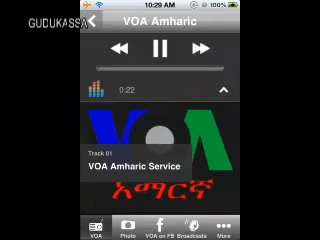 10:29 AM
100%
GUDUKASSA
VOA Amharic
0:22
VOA
Track 01
VOA Amharic Service
አማርኛ
VOA
Photo
VOA on FB
Broadcasts
More